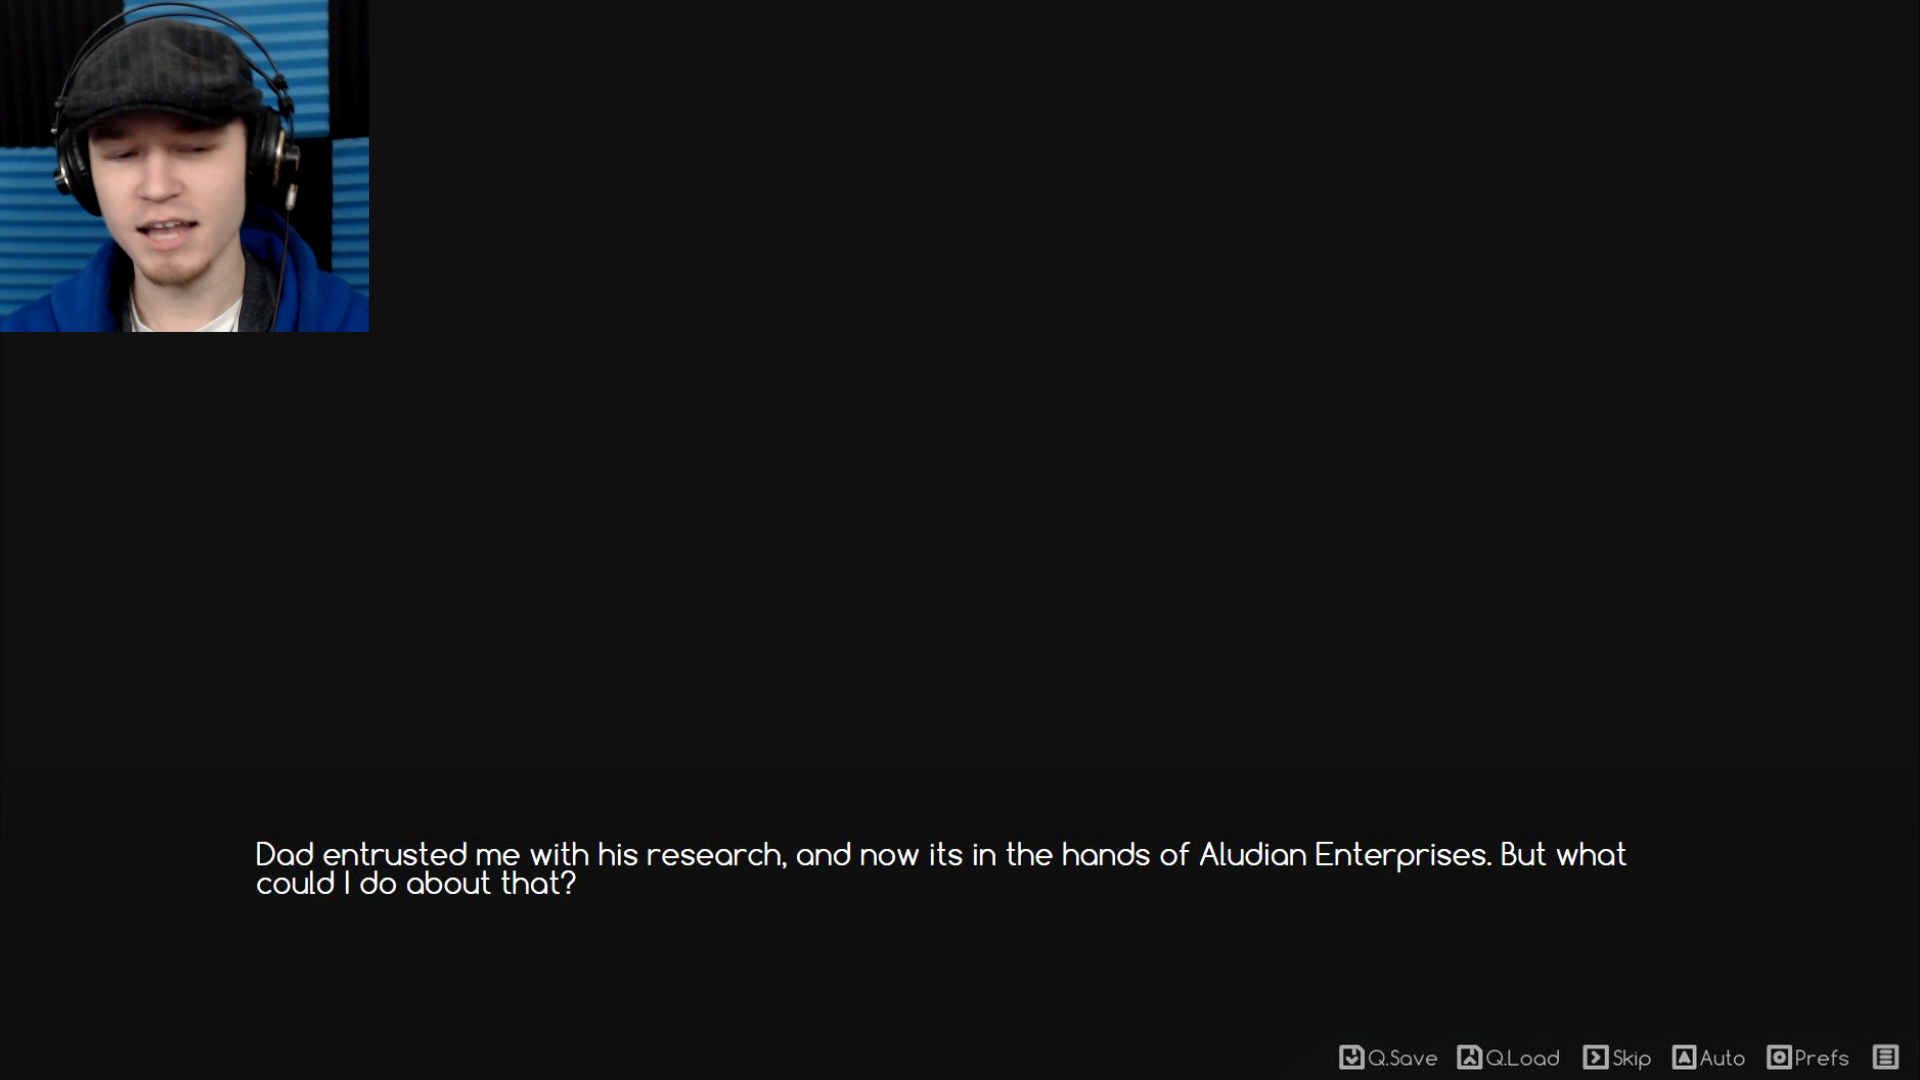 Dad entrusted me with his research, and now its in the hands of Aludian Enterprises. But what
could I do about that?
Q.Save Q.Load Skip Auto Prefs